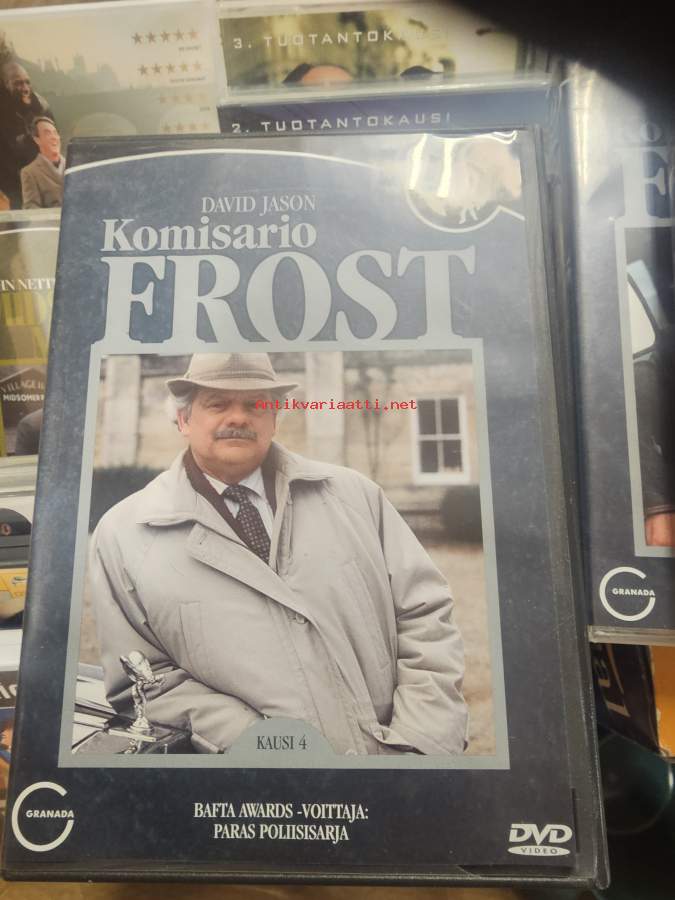 3. TUOTANTOKAUSI
2. TUOTANTOKAUSI
DAVID JASON
Komisario
FROST
Antikvariaatti.net
KAUSI 4
GRANADA
BAFTA AWARDS -VOITTAJA:
PARAS POLIISISARJA
DVD
VIDEO
GRANADA